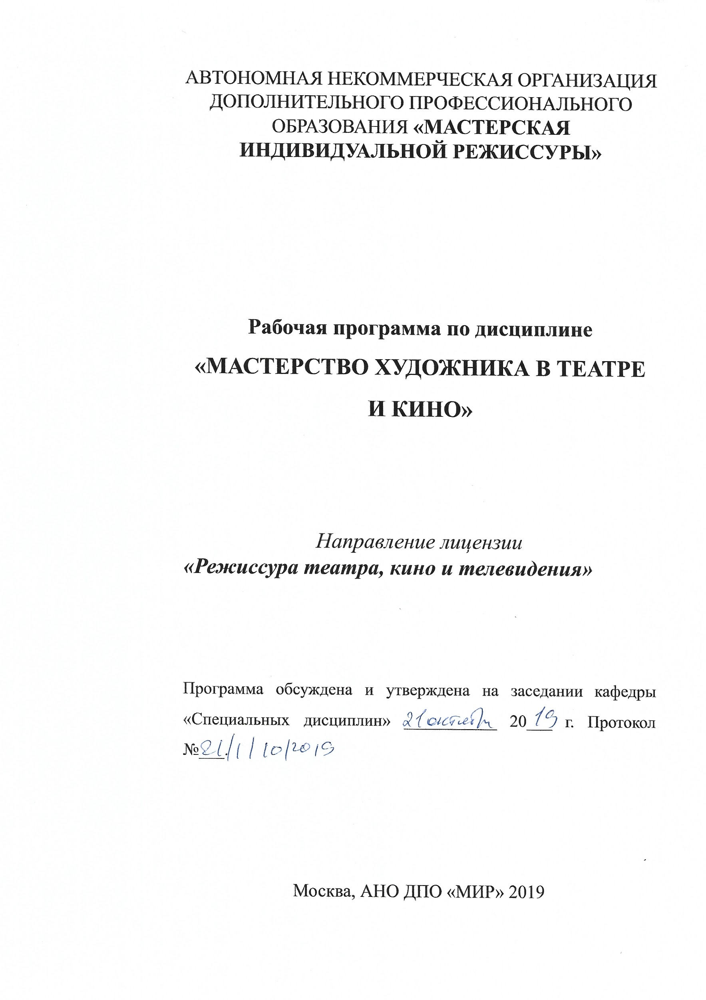 АВТОНОМНАЯ НЕКОММЕРЧЕСКАЯ ОРГАНИЗАЦИЯ
ДОПОЛНИТЕЛЬНОГО ПРОФЕССИОНАЛЬНОГО
ОБРАЗОВАНИЯ «МАСТЕРСКАЯ
ИНДИВИДУАЛЬНОЙ РЕЖИССУРЫ»
Рабочая программа по дисциплине
«МАСТЕРСТВО ХУДОЖНИКА В ТЕАТРЕ
И КИНО»
Направление лицензии
«Режиссура театра, кино и телевидения»
Программа обсуждена и утверждена на заседании кафедры
«Специальных дисциплин» 21 октября 2019 г. Протокол
№21/1/10/2019
Москва, АНО ДПО «МИР» 2019